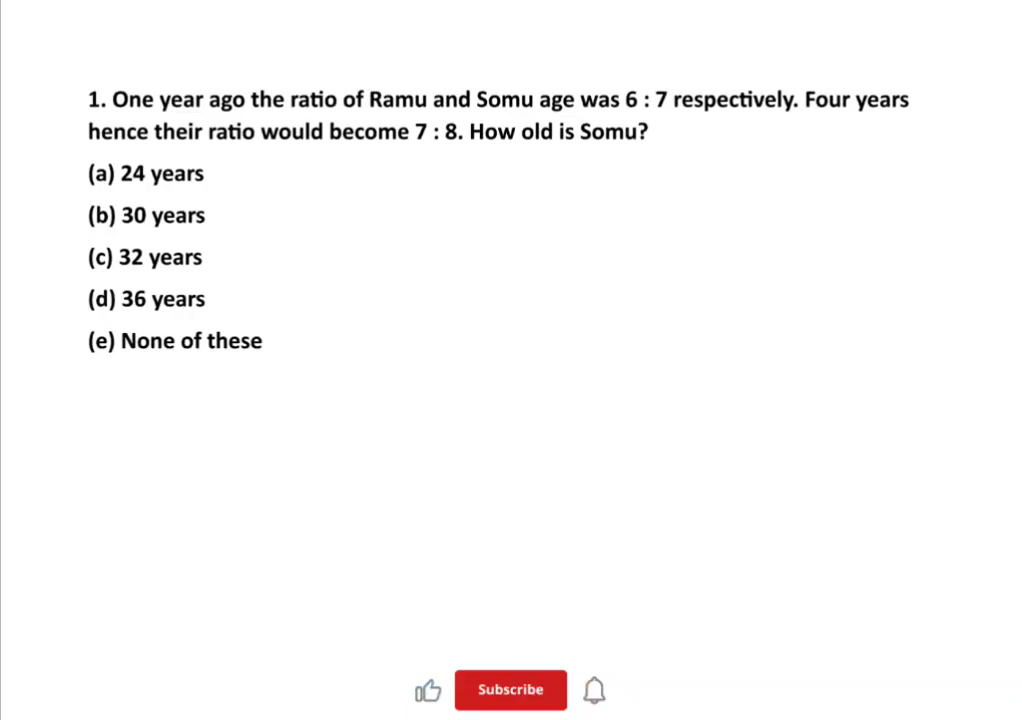 1. One year ago the ratio of Ramu and Somu age was 6 : 7 respectively. Four years
hence their ratio would become 7 : 8. How old is Somu?
(a) 24 years
(b) 30 years
(c) 32 years
(d) 36 years
(e) None of these
Subscribe